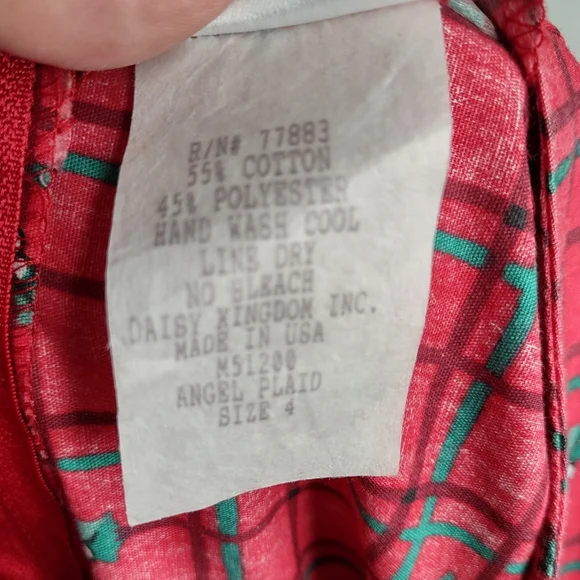 R/N# 77883
55% COTTON
45% POLYESTER
HAND WASH COOL
LINE DRY
NO BLEACH
DAISY KINGDOM INC.
MADE IN USA
M51200
ANGEL PLAID
SIZE 4